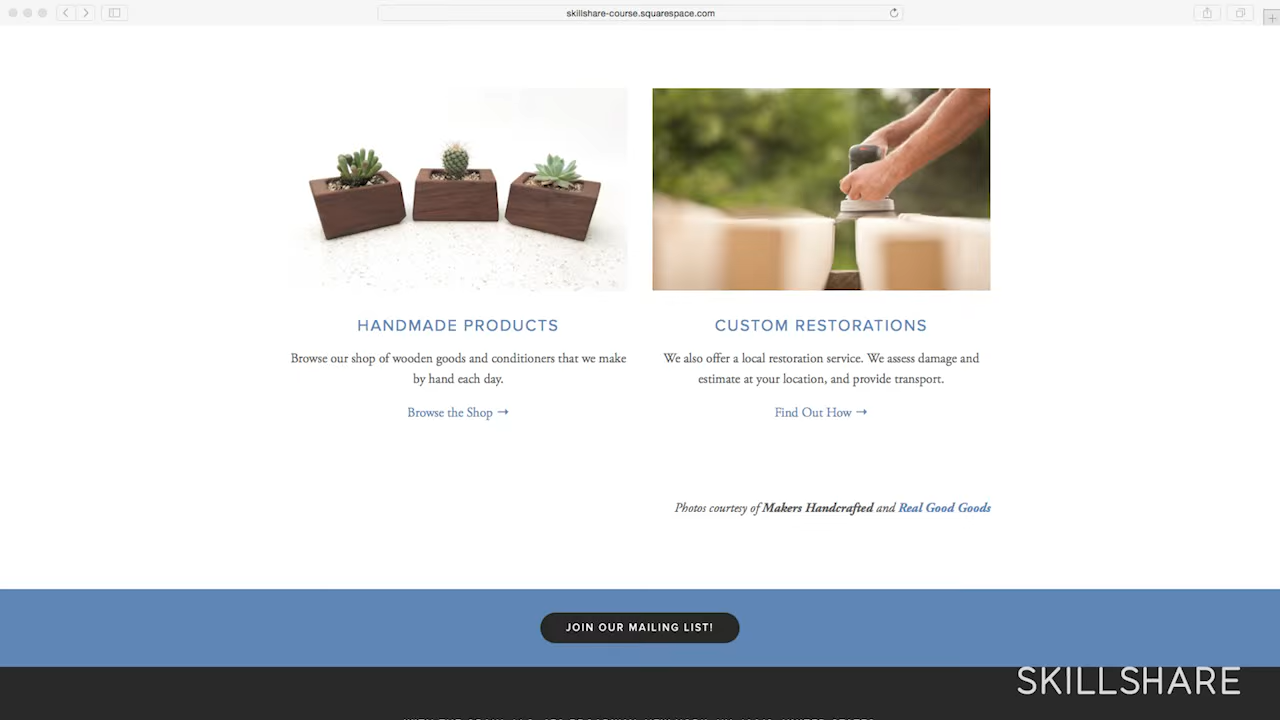 skillshare-course.squarespace.com
HANDMADE PRODUCTS
Browse our shop of wooden goods and conditioners that we make
by hand each day.
Browse the Shop →
CUSTOM RESTORATIONS
We also offer a local restoration service. We assess damage and
estimate at your location, and provide transport.
Find Out How →
Photos courtesy of Makers Handcrafted and Real Good Goods
JOIN OUR MAILING LIST!
SKILLSHARE